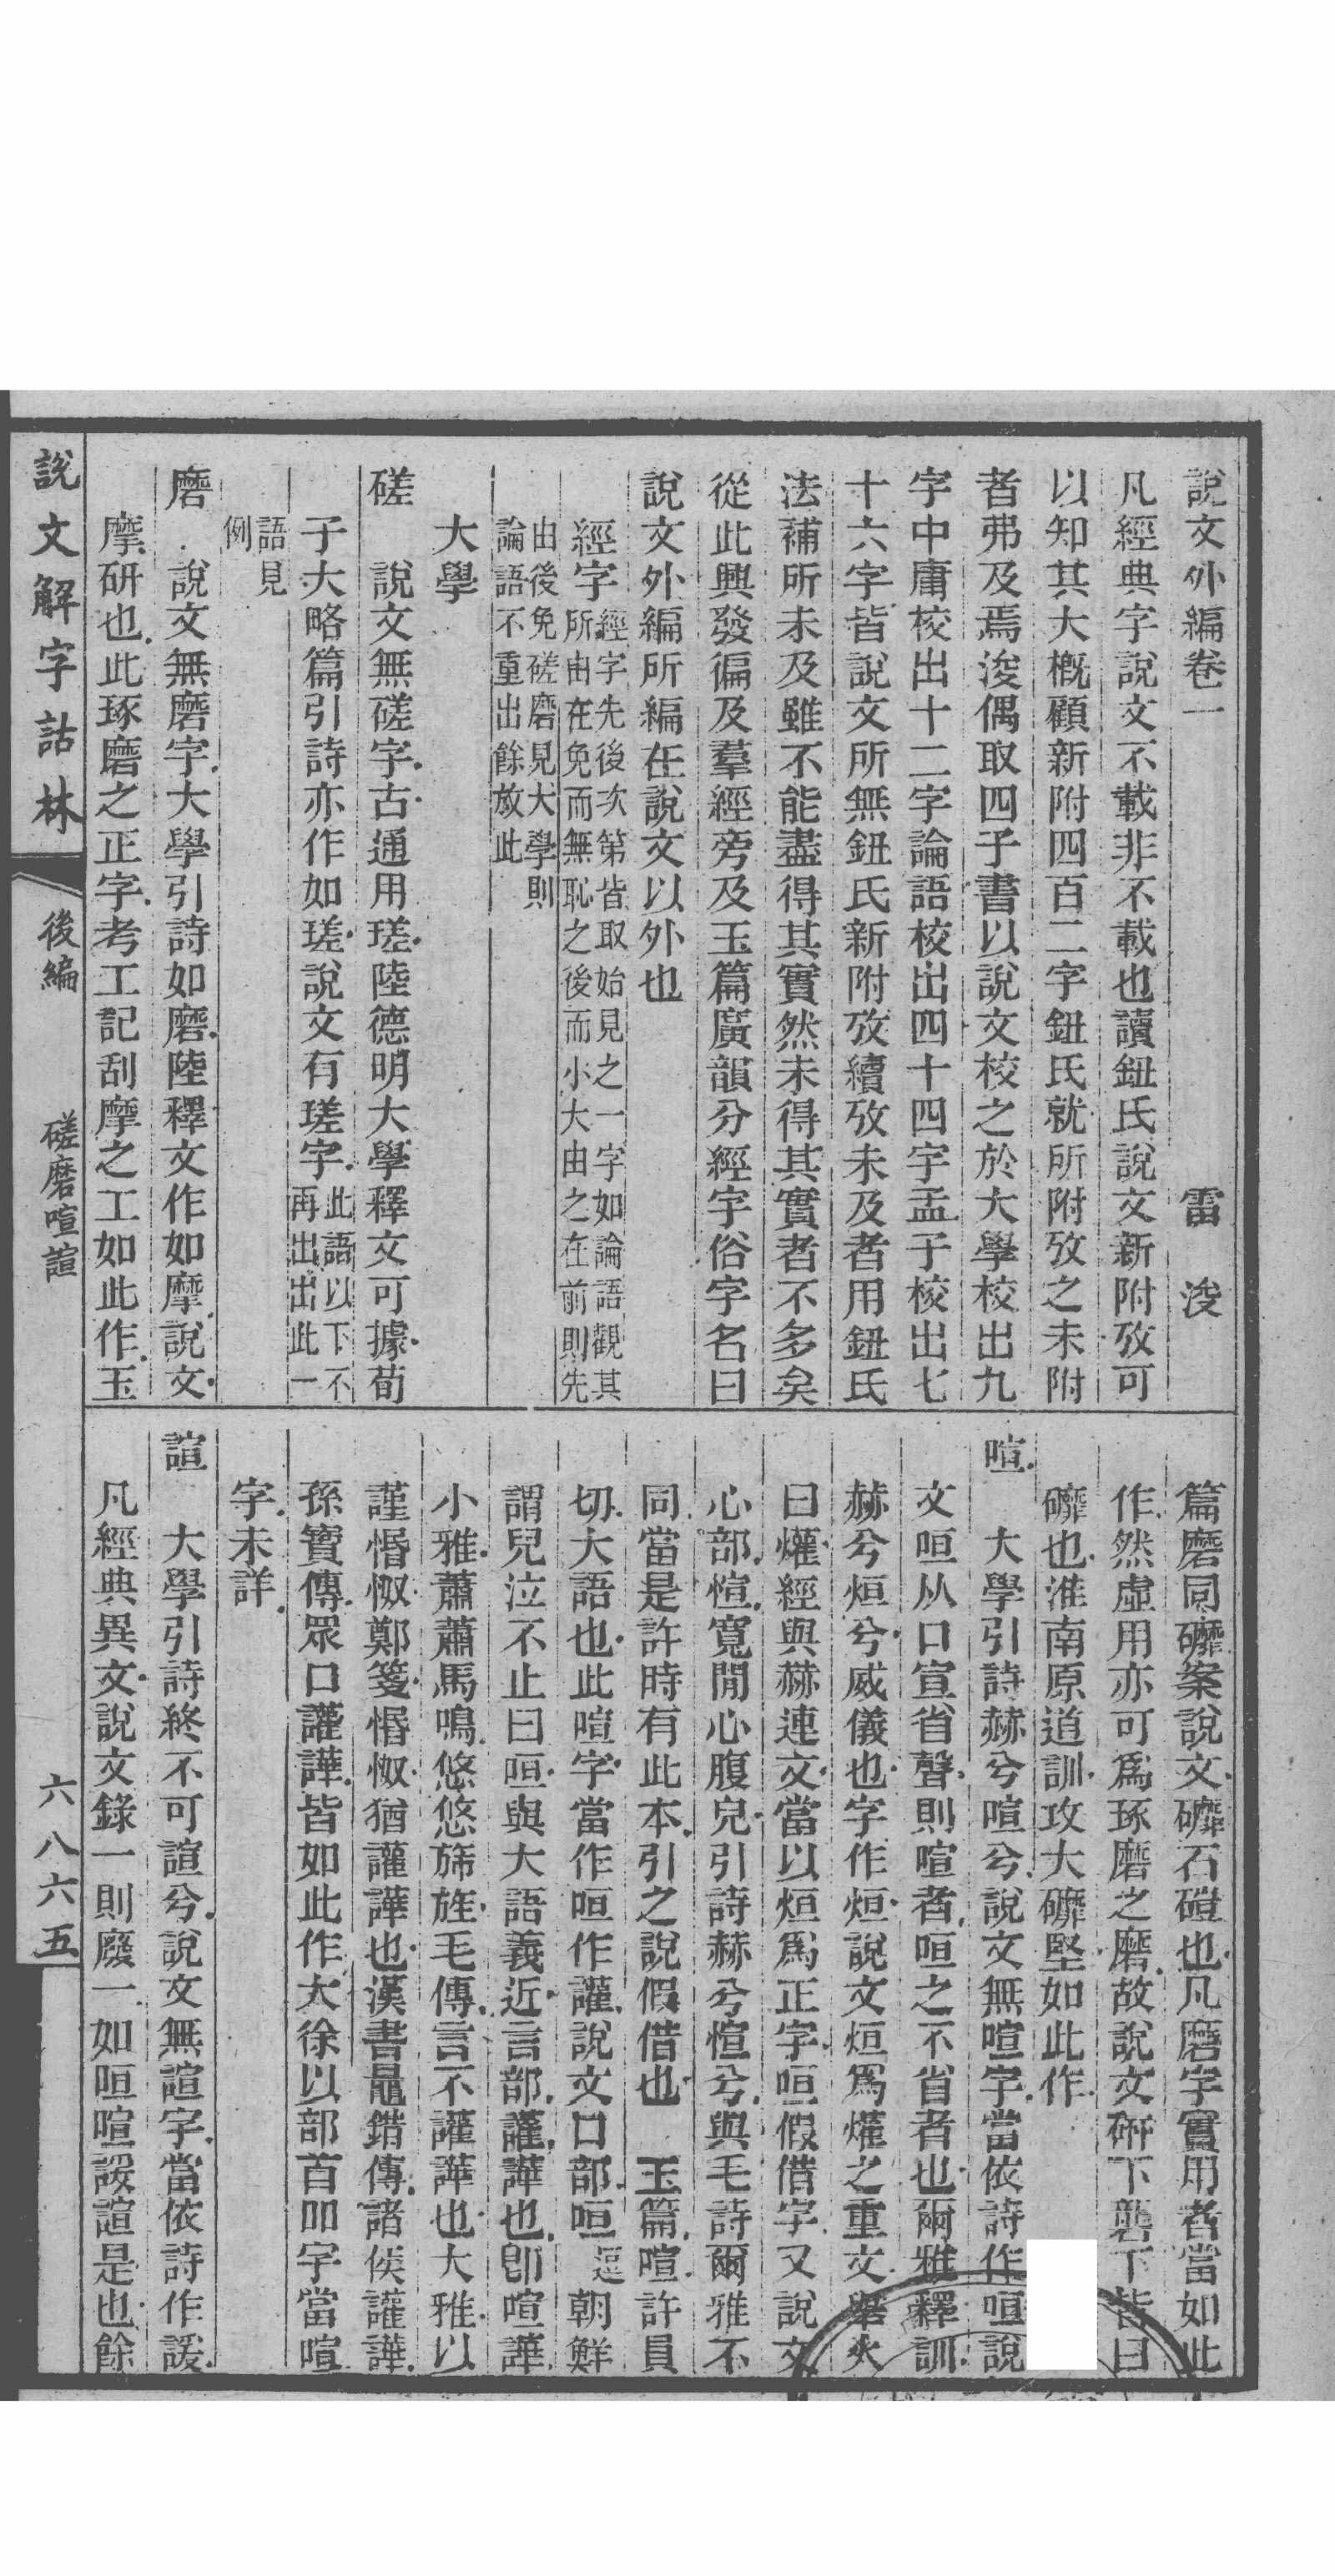 說文外編卷一　雷　浚
凡經典字說文不載非不載也讀鈕氏說文新附攷可
以知其大概顧新附四百二字鈕氏就所附攷之未附
者弗及焉浚偶取四子書以說文校之於大學校出九
字中庸校出十二字論語校出四十四字孟子校出七
十六字皆說文所無鈕氏新附攷續攷未及者用鈕氏
法補所未及雖不能盡得其實然未得其實者不多矣
從此興發徧及羣經旁及玉篇廣韻分經字俗字名曰
說文外編所編在說文以外也
經字
經字先後次第皆取始見之一字如論語觀其
所由在免而無恥之後而小大由之在前則先
由後免磋磨見大學則
論語不重出餘放此
大學
磋　說文無磋字古通用瑳陸德明大學釋文可據荀
子大略篇引詩亦作如瑳說文有瑳字
此語以下不
再出出此一
語見
例
磨　說文無磨字大學引詩如磨陸釋文作如摩說文
摩研也此琢磨之正字考工記刮摩之工如此作玉
篇磨同䃺案說文䃺石磑也凡磨字實用者當如此
作然虛用亦可爲琢磨之磨故說文研下礱下皆曰
䃺也淮南原道訓攻大䃺堅如此作
喧　大學引詩赫兮喧兮說文無喧字當依詩作咺說
文咺从口宣省聲則喧者咺之不省者也爾雅釋訓
赫兮烜兮威儀也字作烜說文烜爲爟之重文舉火
曰爟經與赫連文當以烜爲正字咺假借字又說文
心部愃寬閒心腹皃引詩赫兮愃兮與毛詩爾雅不
同當是許時有此本引之說假借也　玉篇喧許員
切大語也此喧字當作咺作讙說文口部咺逗朝鮮
謂兒泣不止曰咺與大語義近言部讙譁也卽喧譁
小雅蕭蕭馬鳴悠悠旆旌毛傳言不讙譁也大雅以
謹惛怓鄭箋惛怓猶讙譁也漢書鼂錯傳諸侯讙譁
孫寶傳眾口讙譁皆如此作大徐以部首吅字當喧
字未詳
諠　大學引詩終不可諠兮說文無諠字當依詩作諼
凡經典異文說文錄一則廢一如咺喧諼諠是也餘
說文解字詁林
後編
磋磨喧諠
六八六五